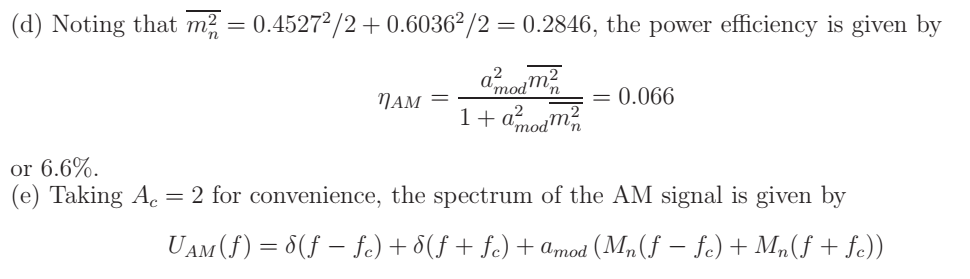 (d) Noting that $\overline{m_n^2} = 0.4527^2/2 + 0.6036^2/2 = 0.2846$, the power efficiency is given by
$\eta_{AM} = \frac{a_{mod}^2 \overline{m_n^2}}{1 + a_{mod}^2 \overline{m_n^2}} = 0.066$
or 6.6%.
(e) Taking $A_c = 2$ for convenience, the spectrum of the AM signal is given by
$U_{AM}(f) = \delta(f - f_c) + \delta(f + f_c) + a_{mod} (M_n(f - f_c) + M_n(f + f_c))$